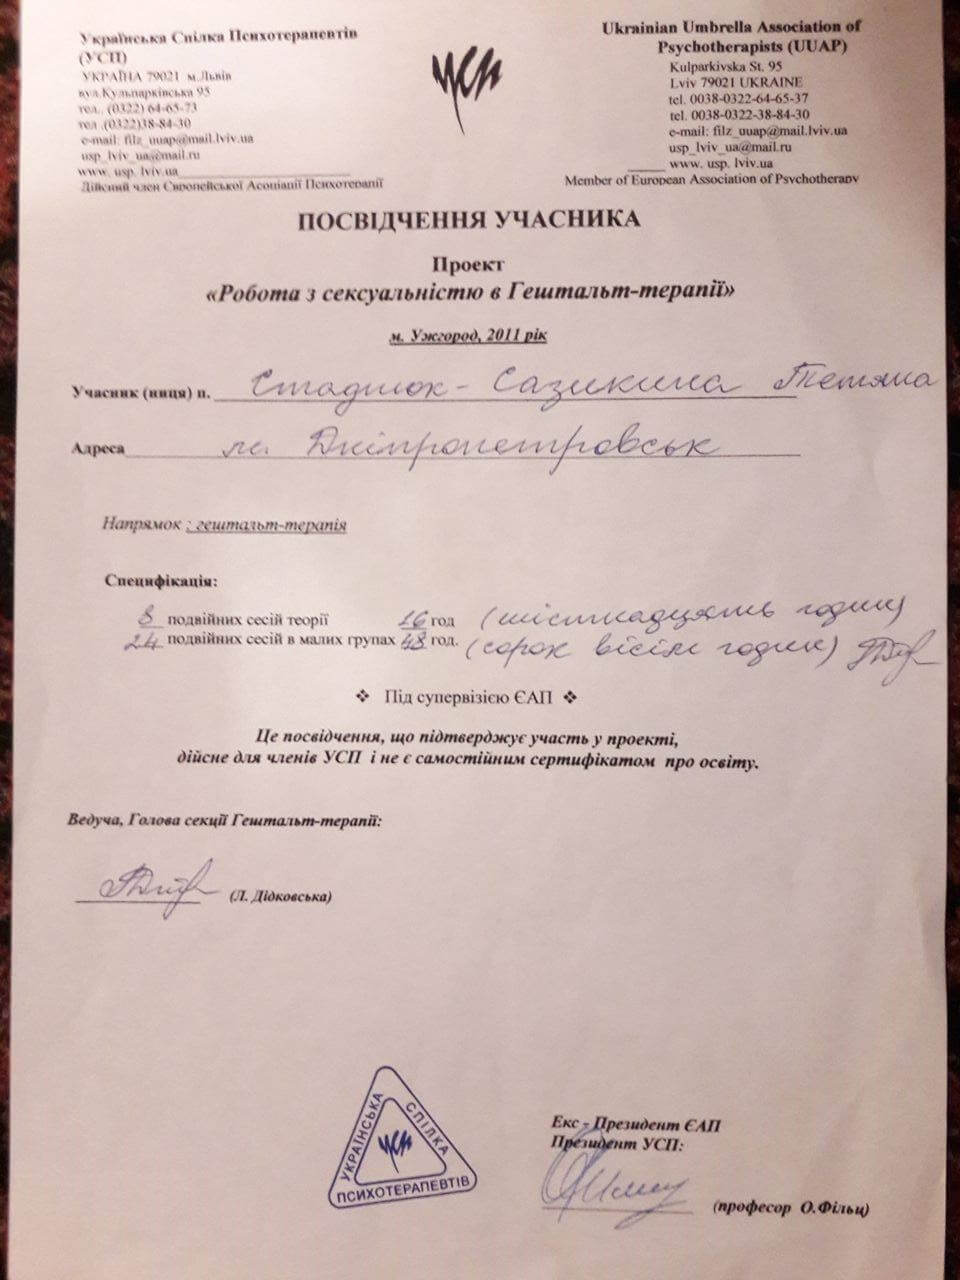 Українська Спілка Психотерапевтів
(УСП)
УКРАЇНА 79021 м.Львів
вул.Кульпарківська 95
тел. (0322) 64-65-73
тел .(0322)38-84-30
e-mail: filz_uuap@mail.lviv.ua
usp_lviv_ua@mail.ru
www. usp. lviv.ua
Дійсний член Європейської Асоціації Психотерапії
УСП
Ukrainian Umbrella Association of
Psychotherapists (UUAP)
Kulparkivska St. 95
Lviv 79021 UKRAINE
tel. 0038-0322-64-65-37
tel. 0038-0322-38-84-30
e-mail: filz_uuap@mail.lviv.ua
usp_lviv_ua@mail.ru
www. usp. lviv.ua
Member of European Association of Psychotherapy
ПОСВІДЧЕННЯ УЧАСНИКА
Проект
«Робота з сексуальністю в Гештальт-терапії»
м. Ужгород, 2011 рік
Учасник (ниця) п. Стадшюк - Сазикина Тетяна
Адреса м. Дніпропетровськ
Напрямок : гештальт-терапія
Специфікація:
8 подвійних сесій теорії 16 год (шістнадцять годин)
24 подвійних сесій в малих групах 48 год. (сорок вісім годин)
❖ Під супервізією ЄАП ❖
Це посвідчення, що підтверджує участь у проекті,
дійсне для членів УСП і не є самостійним сертифікатом про освіту.
Ведуча, Голова секції Гештальт-терапії:
(Л. Дідковська)
УКРАЇНСЬКА СПІЛКА ПСИХОТЕРАПЕВТІВ
УСП
Екс - Президент ЄАП
Президент УСП:
(професор О.Фільц)